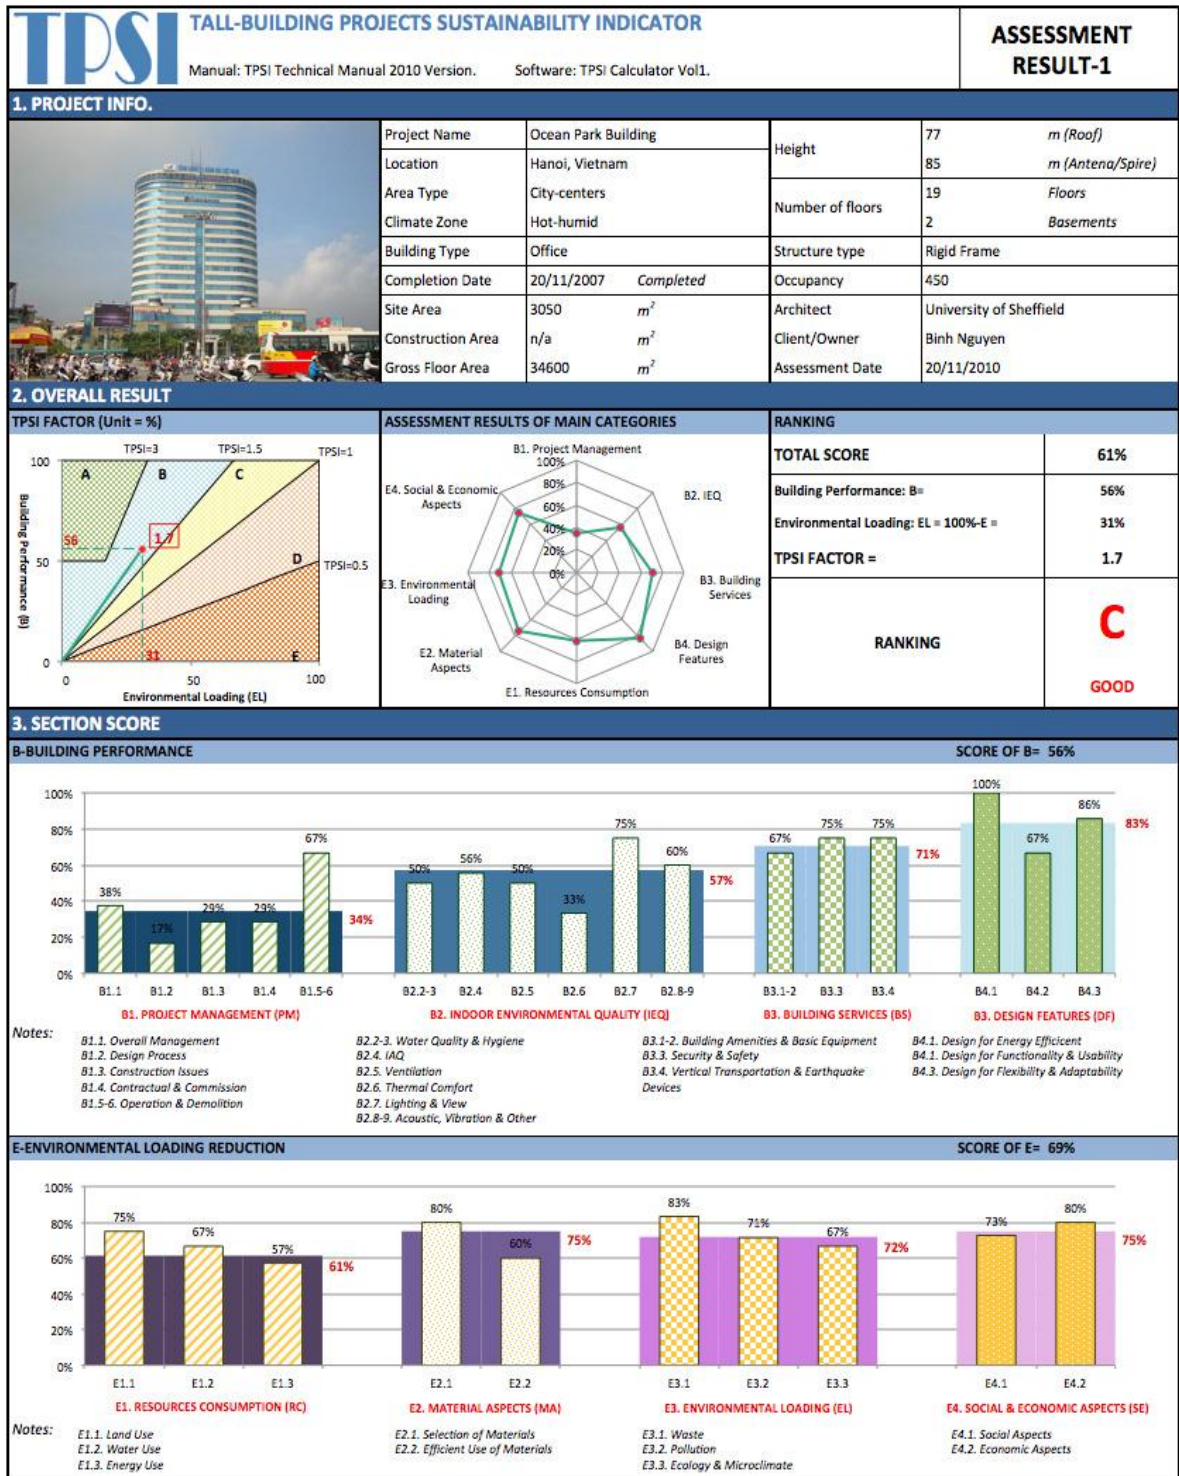 TPSI
TALL-BUILDING PROJECTS SUSTAINABILITY INDICATOR
Manual: TPSI Technical Manual 2010 Version. Software: TPSI Calculator Vol1.
ASSESSMENT
RESULT-1
1. PROJECT INFO.
Project Name Ocean Park Building
Location Hanoi, Vietnam
Area Type City-centers
Climate Zone Hot-humid
Building Type Office
Completion Date 20/11/2007 Completed
Site Area 3050 m²
Construction Area n/a m²
Gross Floor Area 34600 m²
Height 77 m (Roof)
85 m (Antena/Spire)
Number of floors 19 Floors
2 Basements
Structure type Rigid Frame
Occupancy 450
Architect University of Sheffield
Client/Owner Binh Nguyen
Assessment Date 20/11/2010
2. OVERALL RESULT
TPSI FACTOR (Unit = %)
TPSI=3 TPSI=1.5 TPSI=1
100
A B C
56 1.7
50
D TPSI=0.5
0 31 E
0 50 100
Building Performance (B)
Environmental Loading (EL)
ASSESSMENT RESULTS OF MAIN CATEGORIES
B1. Project Management
100%
80%
60%
40%
20%
0%
B2. IEQ
B3. Building
Services
B4. Design
Features
E1. Resources Consumption
E2. Material
Aspects
E3. Environmental
Loading
E4. Social & Economic
Aspects
RANKING
TOTAL SCORE 61%
Building Performance: B= 56%
Environmental Loading: EL = 100%-E = 31%
TPSI FACTOR = 1.7
RANKING C
GOOD
3. SECTION SCORE
B-BUILDING PERFORMANCE SCORE OF B= 56%
100%
80%
60%
40%
20%
0%
38% 17% 29% 29% 67% 34%
50% 56% 50% 33% 75% 60% 57%
67% 75% 75% 71%
100% 67% 86% 83%
B1.1 B1.2 B1.3 B1.4 B1.5-6 B2.2-3 B2.4 B2.5 B2.6 B2.7 B2.8-9 B3.1-2 B3.3 B3.4 B4.1 B4.2 B4.3
B1. PROJECT MANAGEMENT (PM) B2. INDOOR ENVIRONMENTAL QUALITY (IEQ) B3. BUILDING SERVICES (BS) B3. DESIGN FEATURES (DF)
Notes:
B1.1. Overall Management
B1.2. Design Process
B1.3. Construction Issues
B1.4. Contractual & Commission
B1.5-6. Operation & Demolition
B2.2-3. Water Quality & Hygiene
B2.4. IAQ
B2.5. Ventilation
B2.6. Thermal Comfort
B2.7. Lighting & View
B2.8-9. Acoustic, Vibration & Other
B3.1-2. Building Amenities & Basic Equipment
B3.3. Security & Safety
B3.4. Vertical Transportation & Earthquake
Devices
B4.1. Design for Energy Efficicent
B4.1. Design for Functionality & Usability
B4.3. Design for Flexibility & Adaptability
E-ENVIRONMENTAL LOADING REDUCTION SCORE OF E= 69%
100%
80%
60%
40%
20%
0%
75% 67% 57% 61%
80% 60% 75%
83% 71% 67% 72%
73% 80% 75%
E1.1 E1.2 E1.3 E2.1 E2.2 E3.1 E3.2 E3.3 E4.1 E4.2
E1. RESOURCES CONSUMPTION (RC) E2. MATERIAL ASPECTS (MA) E3. ENVIRONMENTAL LOADING (EL) E4. SOCIAL & ECONOMIC ASPECTS (SE)
Notes:
E1.1. Land Use
E1.2. Water Use
E1.3. Energy Use
E2.1. Selection of Materials
E2.2. Efficient Use of Materials
E3.1. Waste
E3.2. Pollution
E3.3. Ecology & Microclimate
E4.1. Social Aspects
E4.2. Economic Aspects